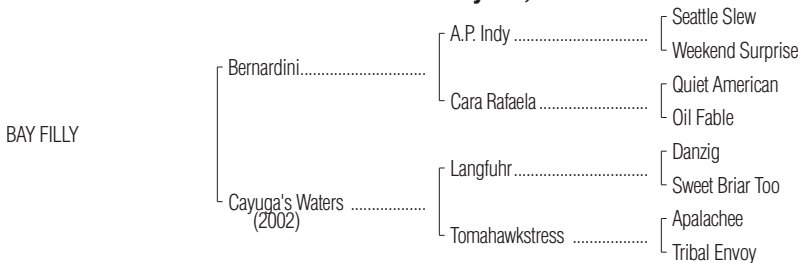 Seattle Slew
A.P. Indy ................................
Weekend Surprise
Bernardini..............................
Quiet American
Cara Rafaela ..........................
Oil Fable
BAY FILLY
Danzig
Langfuhr................................
Sweet Briar Too
Cayuga's Waters ..................
(2002)
Apalachee
Tomahawkstress ..................
Tribal Envoy